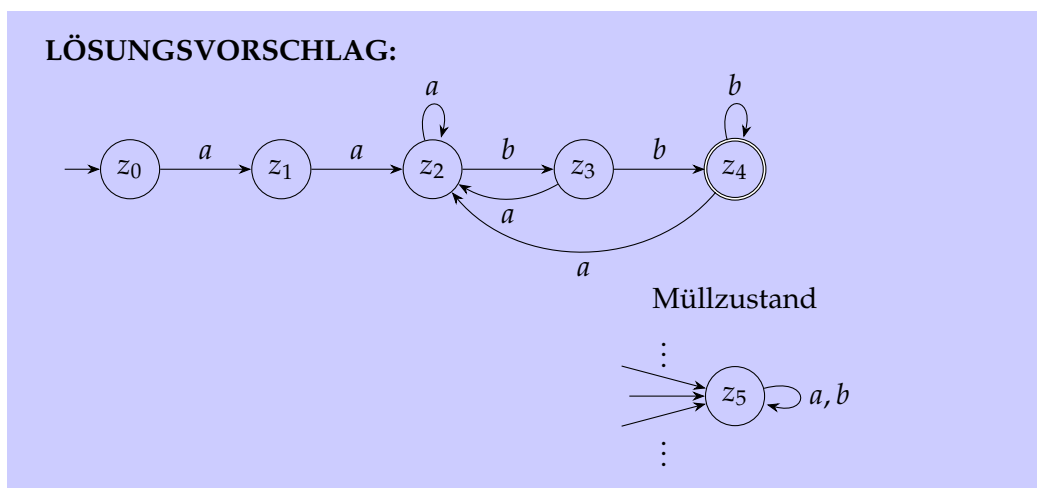 LÖSUNGSVORSCHLAG:
a b
z₀ a z₁ a z₂ b z₃ b z₄
a
a
Müllzustand
⋮
z₅ a, b
⋮